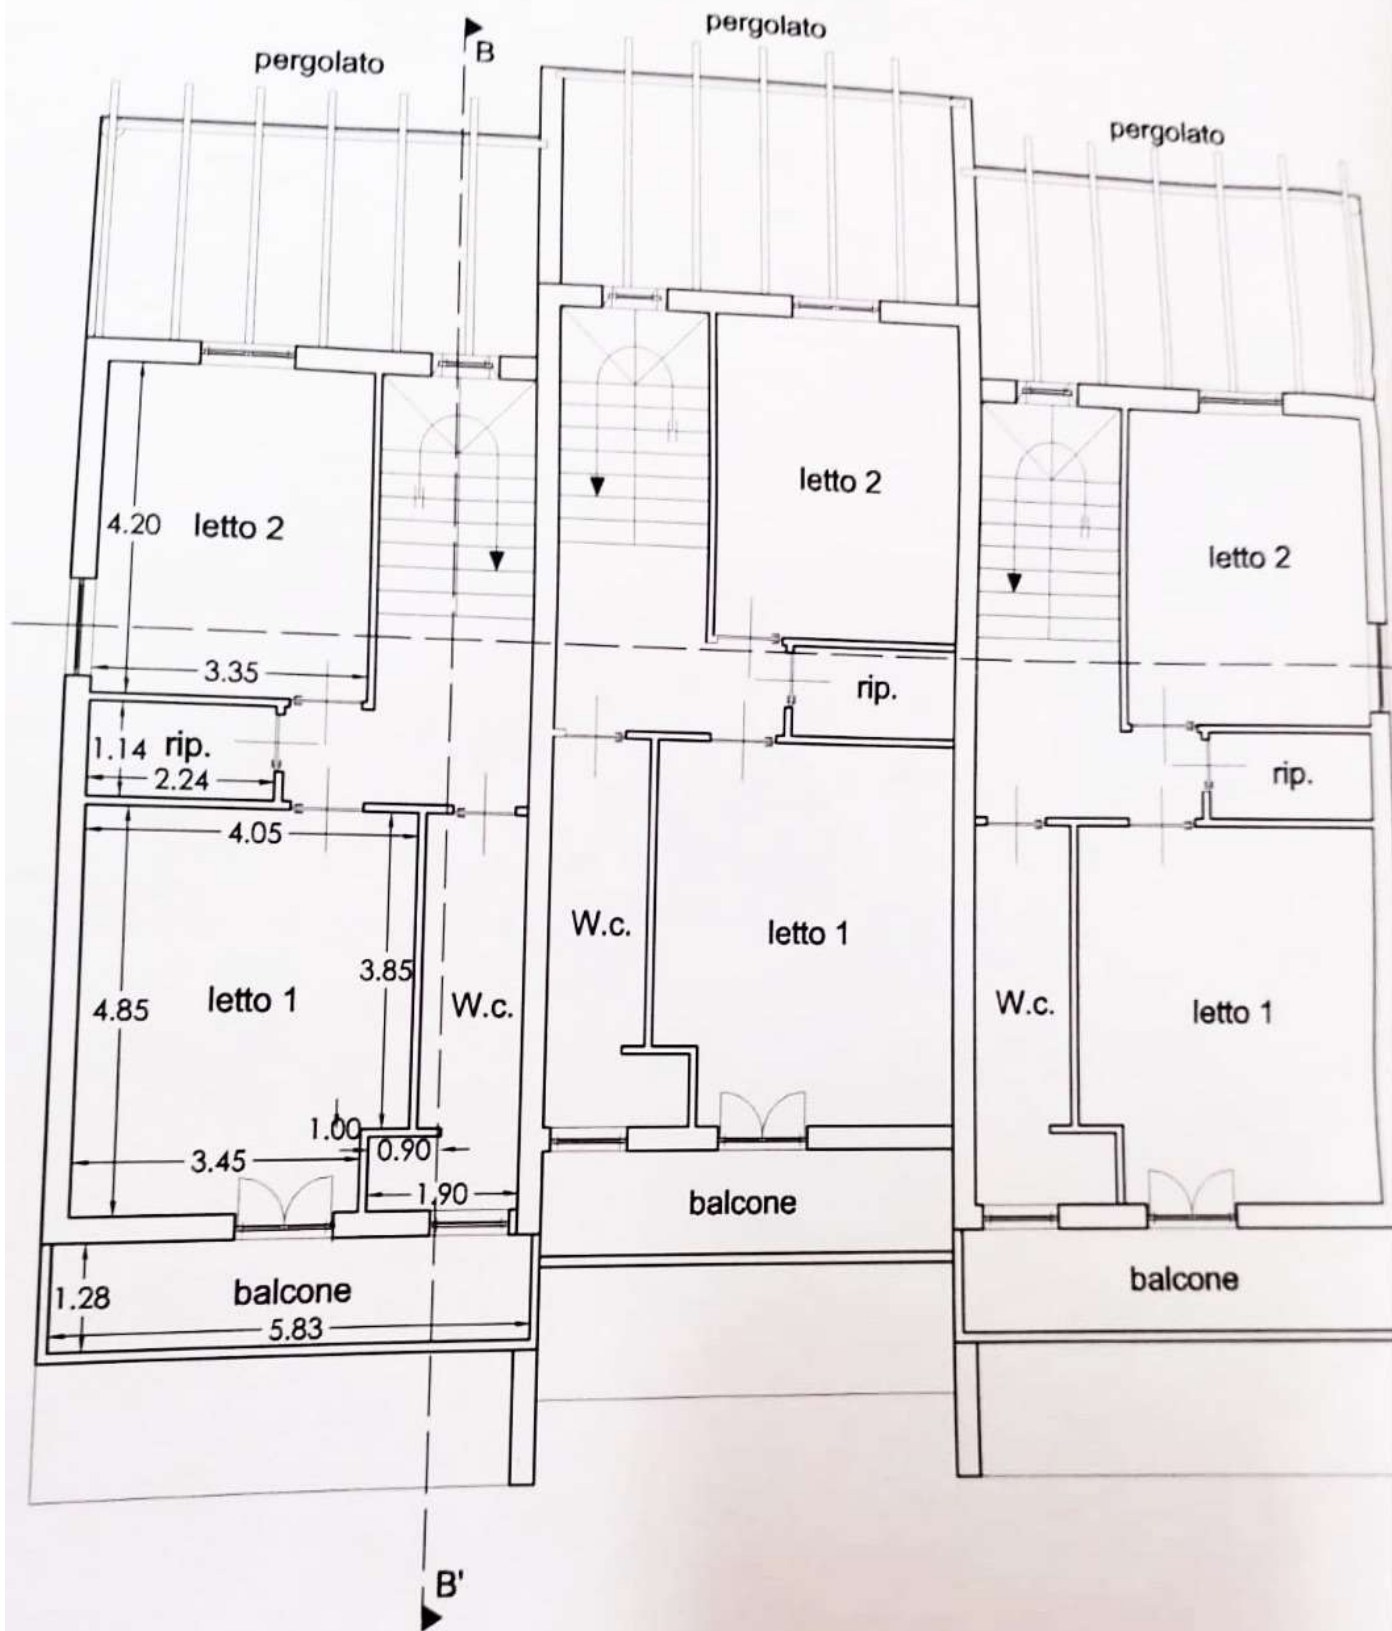 pergolato
B
pergolato
pergolato
4.20
letto 2
3.35
1.14
rip.
2.24
4.05
3.85
4.85
letto 1
W.c.
1.00
0.90
3.45
1.90
1.28
balcone
5.83
B'
letto 2
rip.
W.c.
letto 1
balcone
letto 2
rip.
W.c.
letto 1
balcone